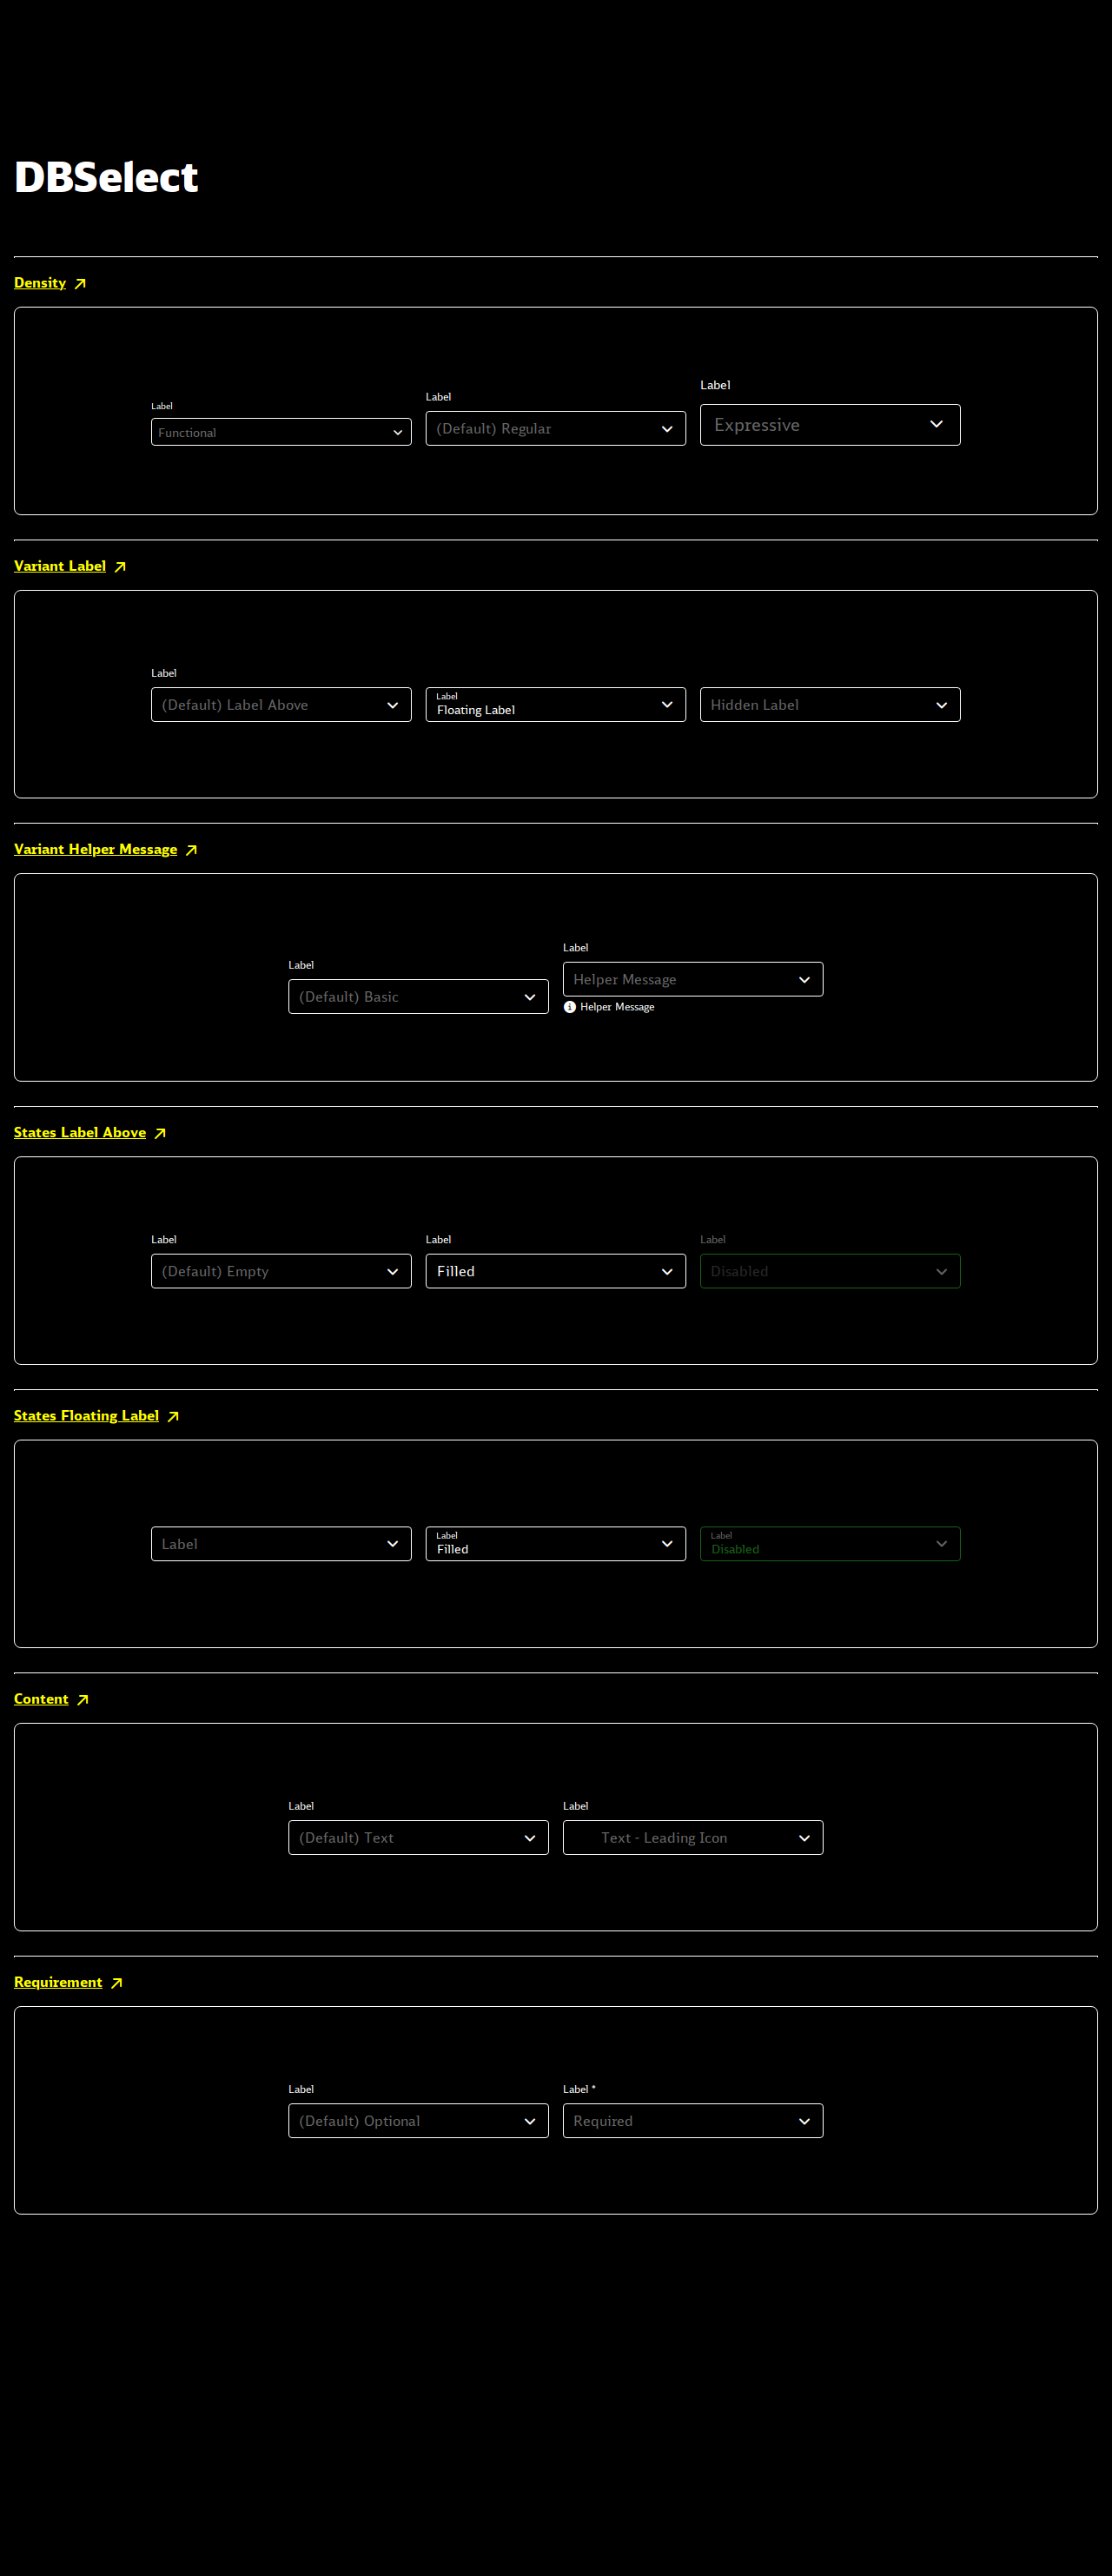 DBSelect
Density
Label
Functional
Label
(Default) Regular
Label
Expressive
Variant Label
Label
(Default) Label Above
Label
Floating Label
Hidden Label
Variant Helper Message
Label
(Default) Basic
Label
Helper Message
Helper Message
States Label Above
Label
(Default) Empty
Label
Filled
Label
Disabled
States Floating Label
Label
Label
Filled
Label
Disabled
Content
Label
(Default) Text
Label
Text - Leading Icon
Requirement
Label
(Default) Optional
Label *
Required